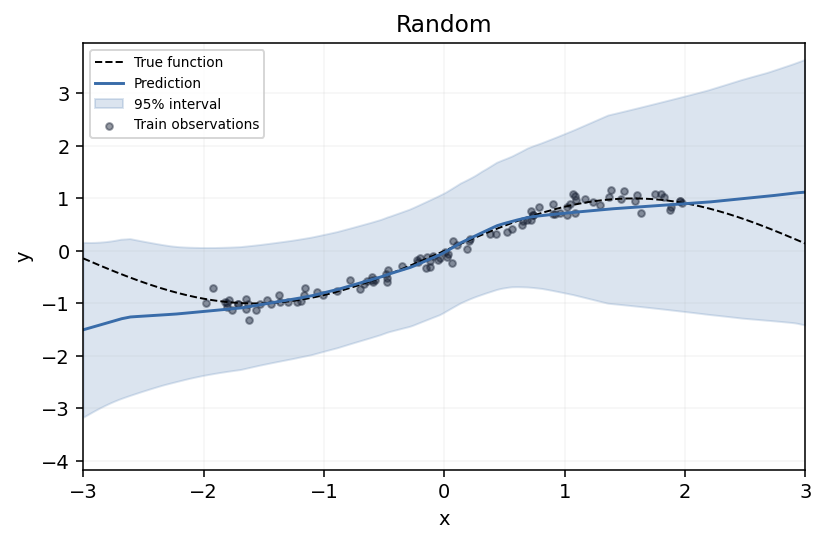 Random
True function
Prediction
95% interval
Train observations
y
3
2
1
0
−1
−2
−3
−4
−3 −2 −1 0 1 2 3
x